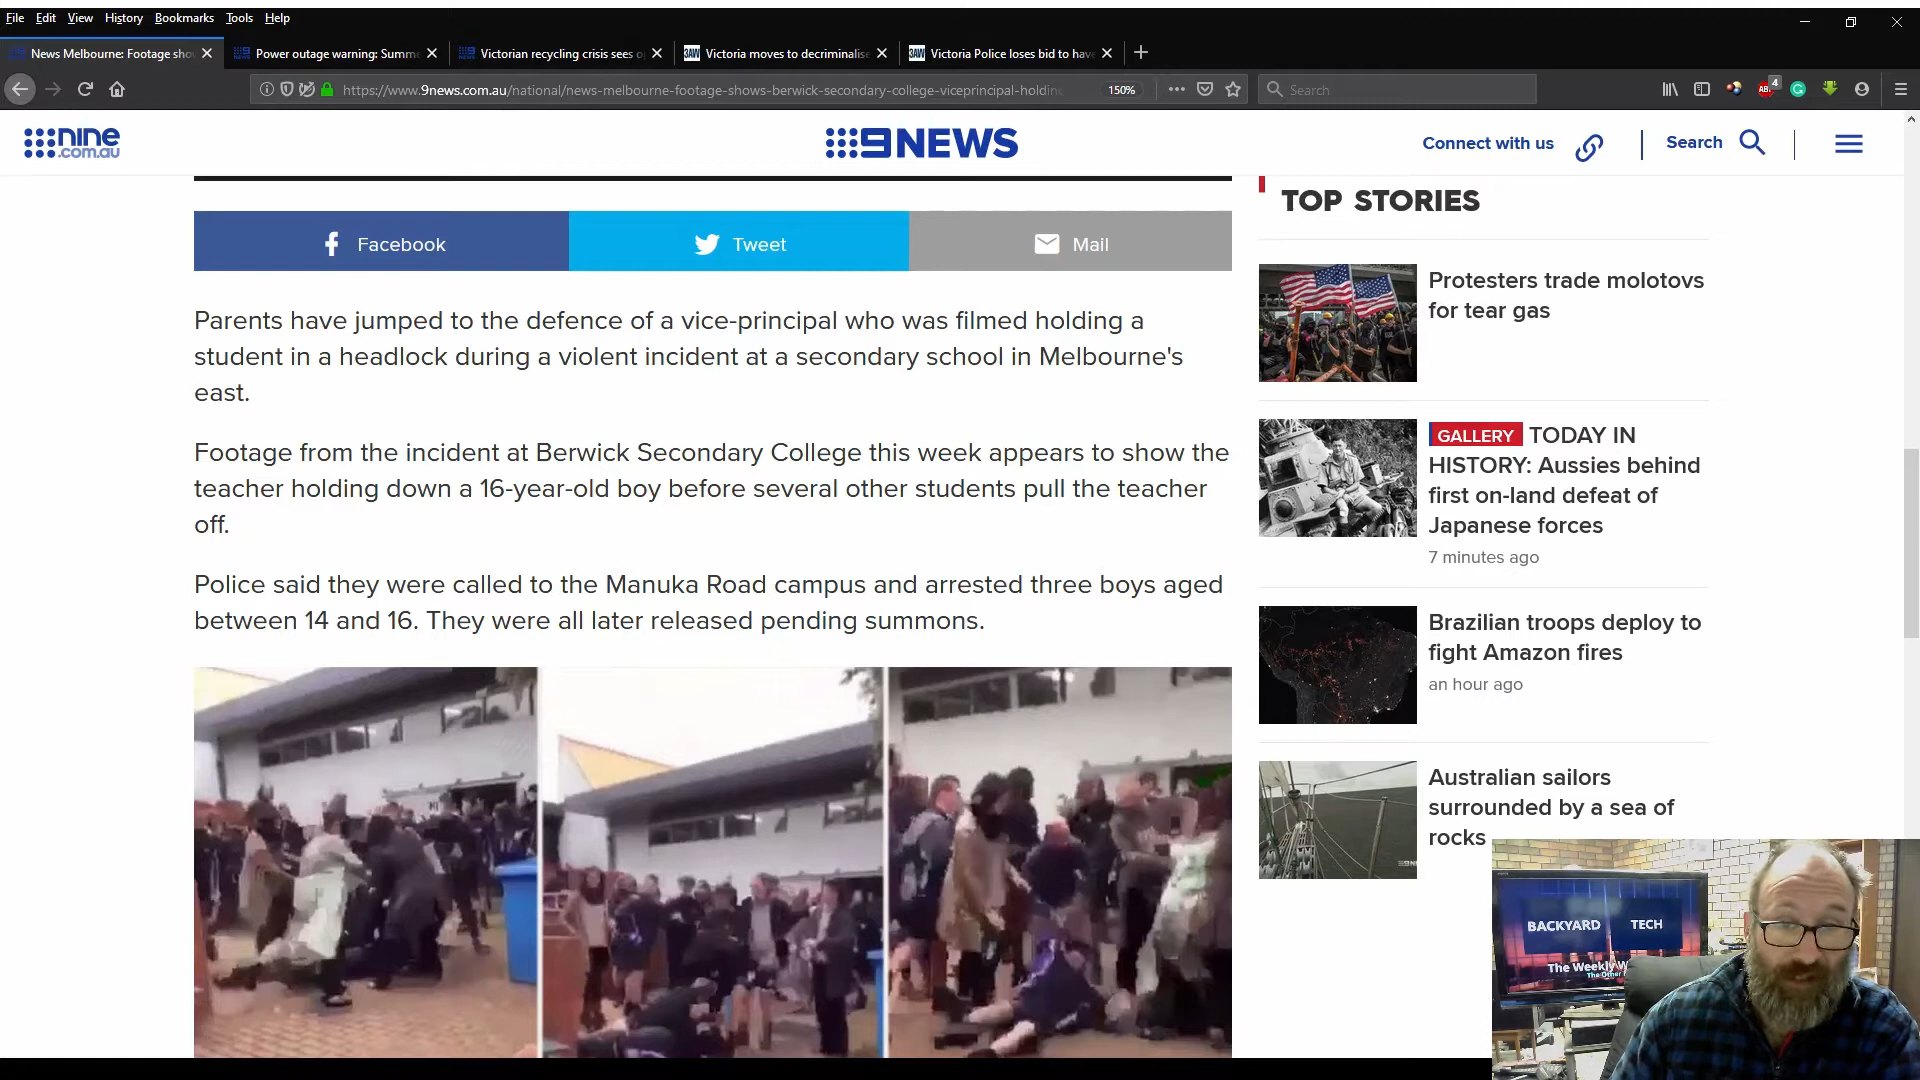 File Edit View History Bookmarks Tools Help
News Melbourne: Footage sho
Power outage warning: Summ
Victorian recycling crisis sees o
3AW Victoria moves to decriminalis
3AW Victoria Police loses bid to hav
https://www.9news.com.au/national/news-melbourne-footage-shows-berwick-secondary-college-viceprincipal-holdin
150%
Search
ABP 4
nine
.com.au
9NEWS
Connect with us
Search
Facebook
Tweet
Mail
Parents have jumped to the defence of a vice-principal who was filmed holding a
student in a headlock during a violent incident at a secondary school in Melbourne's
east.
Footage from the incident at Berwick Secondary College this week appears to show the
teacher holding down a 16-year-old boy before several other students pull the teacher
off.
Police said they were called to the Manuka Road campus and arrested three boys aged
between 14 and 16. They were all later released pending summons.
TOP STORIES
Protesters trade molotovs
for tear gas
GALLERY TODAY IN
HISTORY: Aussies behind
first on-land defeat of
Japanese forces
7 minutes ago
Brazilian troops deploy to
fight Amazon fires
an hour ago
Australian sailors
surrounded by a sea of
rocks
BACKYARD TECH
The Weekly W
The Other